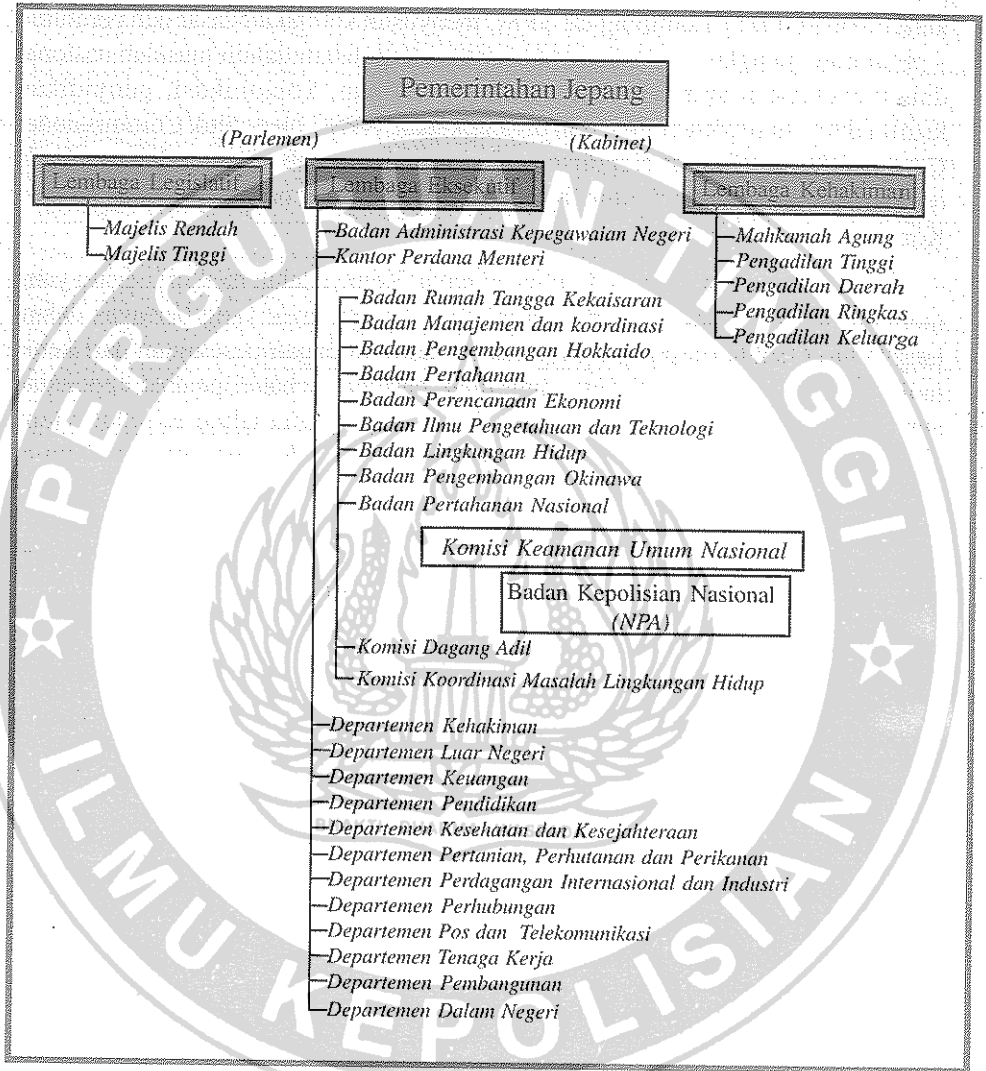 Pemerintahan Jepang
(Parlemen) (Kabinet)
Lembaga Legislatif
Majelis Rendah
Majelis Tinggi
Lembaga Eksekutif
Badan Administrasi Kepegawaian Negeri
Kantor Perdana Menteri
Badan Rumah Tangga Kekaisaran
Badan Manajemen dan koordinasi
Badan Pengembangan Hokkaido
Badan Pertahanan
Badan Perencanaan Ekonomi
Badan Ilmu Pengetahuan dan Teknologi
Badan Lingkungan Hidup
Badan Pengembangan Okinawa
Badan Pertahanan Nasional
Komisi Keamanan Umum Nasional
Badan Kepolisian Nasional
(NPA)
Komisi Dagang Adil
Komisi Koordinasi Masalah Lingkungan Hidup
Departemen Kehakiman
Departemen Luar Negeri
Departemen Keuangan
Departemen Pendidikan
Departemen Kesehatan dan Kesejahteraan
Departemen Pertanian, Perhutanan dan Perikanan
Departemen Perdagangan Internasional dan Industri
Departemen Perhubungan
Departemen Pos dan Telekomunikasi
Departemen Tenaga Kerja
Departemen Pembangunan
Departemen Dalam Negeri
Lembaga Kehakiman
Mahkamah Agung
Pengadilan Tinggi
Pengadilan Daerah
Pengadilan Ringkas
Pengadilan Keluarga
PERGURUAN TINGGI
ILMU KEPOLISIAN